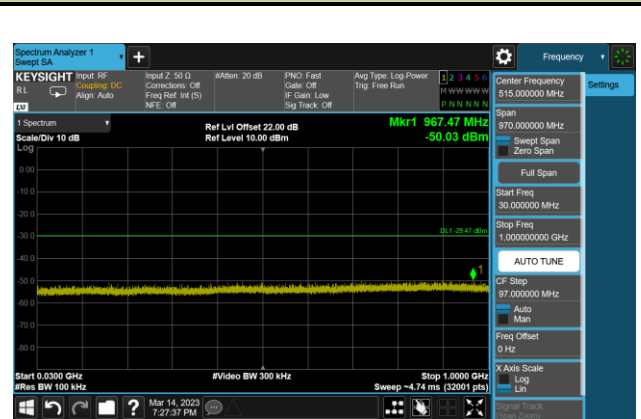 Spectrum Analyzer 1
Swept SA
+
Frequency
KEYSIGHT
RL
LXI
Input: RF
Coupling: DC
Align: Auto
Input Z: 50 Ω
Corrections: Off
Freq Ref: Int (S)
NFE: Off
#Atten: 20 dB
PNO: Fast
Gate: Off
IF Gain: Low
Sig Track: Off
Avg Type: Log-Power
Trig: Free Run
1 2 3 4 5 6
M W W W W W
P N N N N N
1 Spectrum
Scale/Div 10 dB
Log
Ref Lvl Offset 22.00 dB
Ref Level 10.00 dBm
Mkr1 967.47 MHz
-50.03 dBm
0.00
-10.0
-20.0
-30.0
-40.0
-50.0
-60.0
-70.0
-80.0
DL1 -29.47 dBm
1
Start 0.0300 GHz
#Res BW 100 kHz
#Video BW 300 kHz
Stop 1.0000 GHz
Sweep ~4.74 ms (32001 pts)
Mar 14, 2023
7:27:37 PM
?
Center Frequency
515.000000 MHz
Span
970.000000 MHz
Swept Span
Zero Span
Full Span
Start Freq
30.000000 MHz
Stop Freq
1.000000000 GHz
AUTO TUNE
CF Step
97.000000 MHz
Auto
Man
Freq Offset
0 Hz
X Axis Scale
Log
Lin
Signal Track
(Span Zoom)
Settings